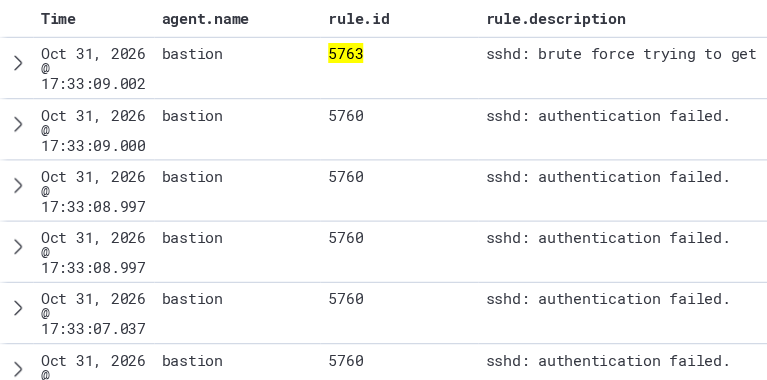 Time agent.name rule.id rule.description
Oct 31, 2026 bastion 5763 sshd: brute force trying to get
@
17:33:09.002
Oct 31, 2026 bastion 5760 sshd: authentication failed.
@
17:33:09.000
Oct 31, 2026 bastion 5760 sshd: authentication failed.
@
17:33:08.997
Oct 31, 2026 bastion 5760 sshd: authentication failed.
@
17:33:08.997
Oct 31, 2026 bastion 5760 sshd: authentication failed.
@
17:33:07.037
Oct 31, 2026 bastion 5760 sshd: authentication failed.
@